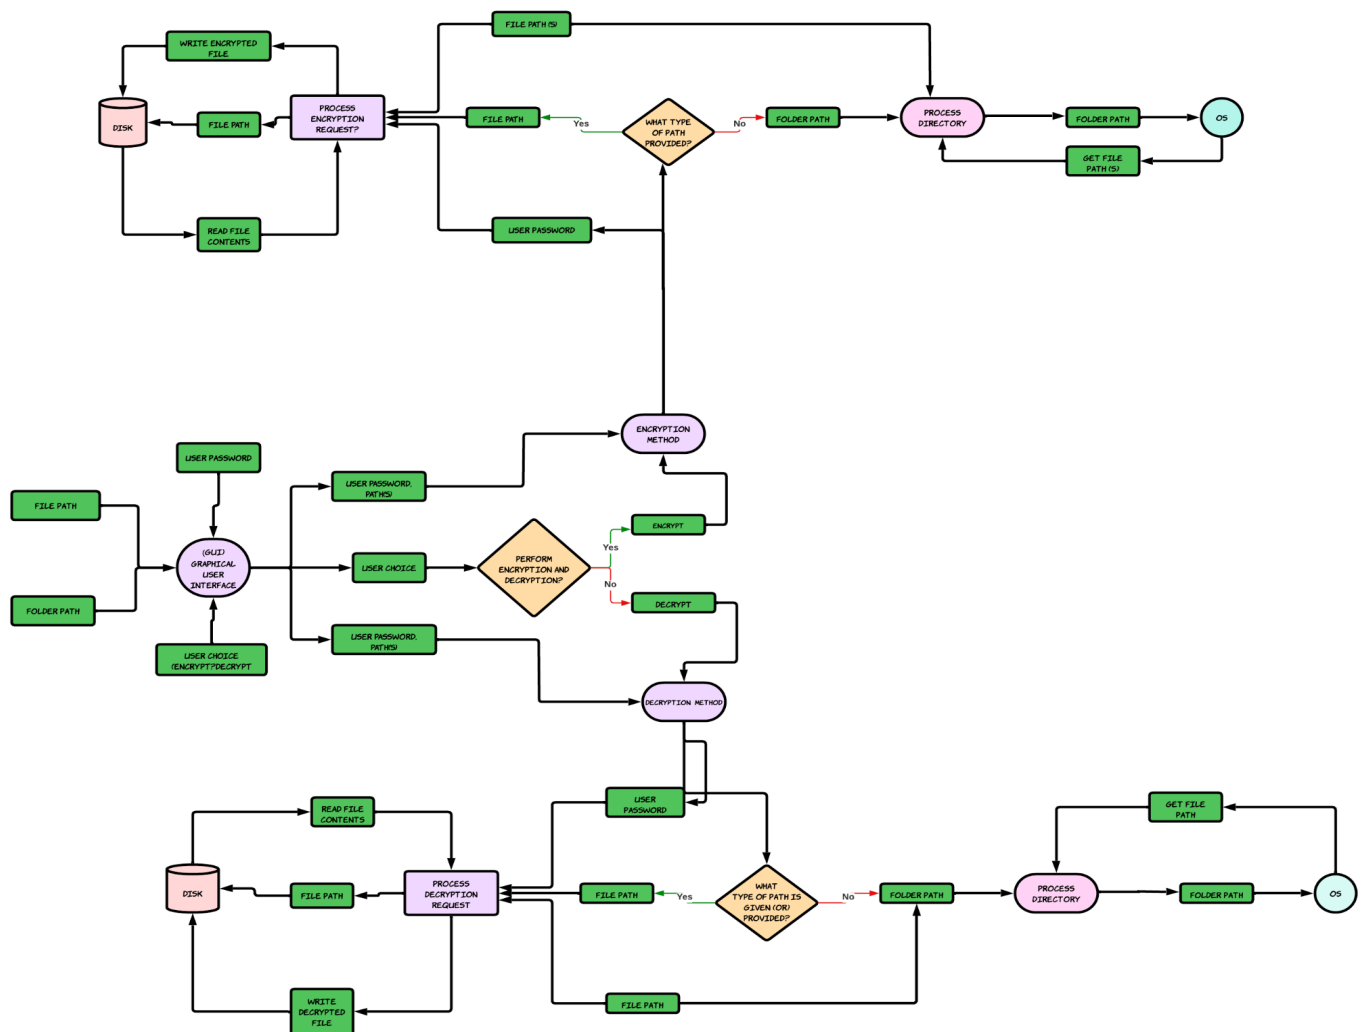 FILE PATH (S)
WRITE ENCRYPTED
FILE
DISK
FILE PATH
PROCESS
ENCRYPTION
REQUEST?
FILE PATH
Yes
WHAT TYPE
OF PATH
PROVIDED?
No
FOLDER PATH
PROCESS
DIRECTORY
FOLDER PATH
OS
GET FILE
PATH (S)
READ FILE
CONTENTS
USER PASSWORD
ENCRYPTION
METHOD
USER PASSWORD
USER PASSWORD,
PATH(S)
FILE PATH
ENCRYPT
Yes
(GUI)
GRAPHICAL
USER
INTERFACE
USER CHOICE
PERFORM
ENCRYPTION AND
DECRYPTION?
No
DECRYPT
FOLDER PATH
USER PASSWORD,
PATH(S)
USER CHOICE
(ENCRYPT?DECRYPT
DECRYPTION METHOD
USER
PASSWORD
READ FILE
CONTENTS
GET FILE
PATH
DISK
FILE PATH
PROCESS
DECRYPTION
REQUEST
FILE PATH
Yes
WHAT
TYPE OF PATH IS
GIVEN (OR)
PROVIDED?
No
FOLDER PATH
PROCESS
DIRECTORY
FOLDER PATH
OS
WRITE
DECRYPTED
FILE
FILE PATH